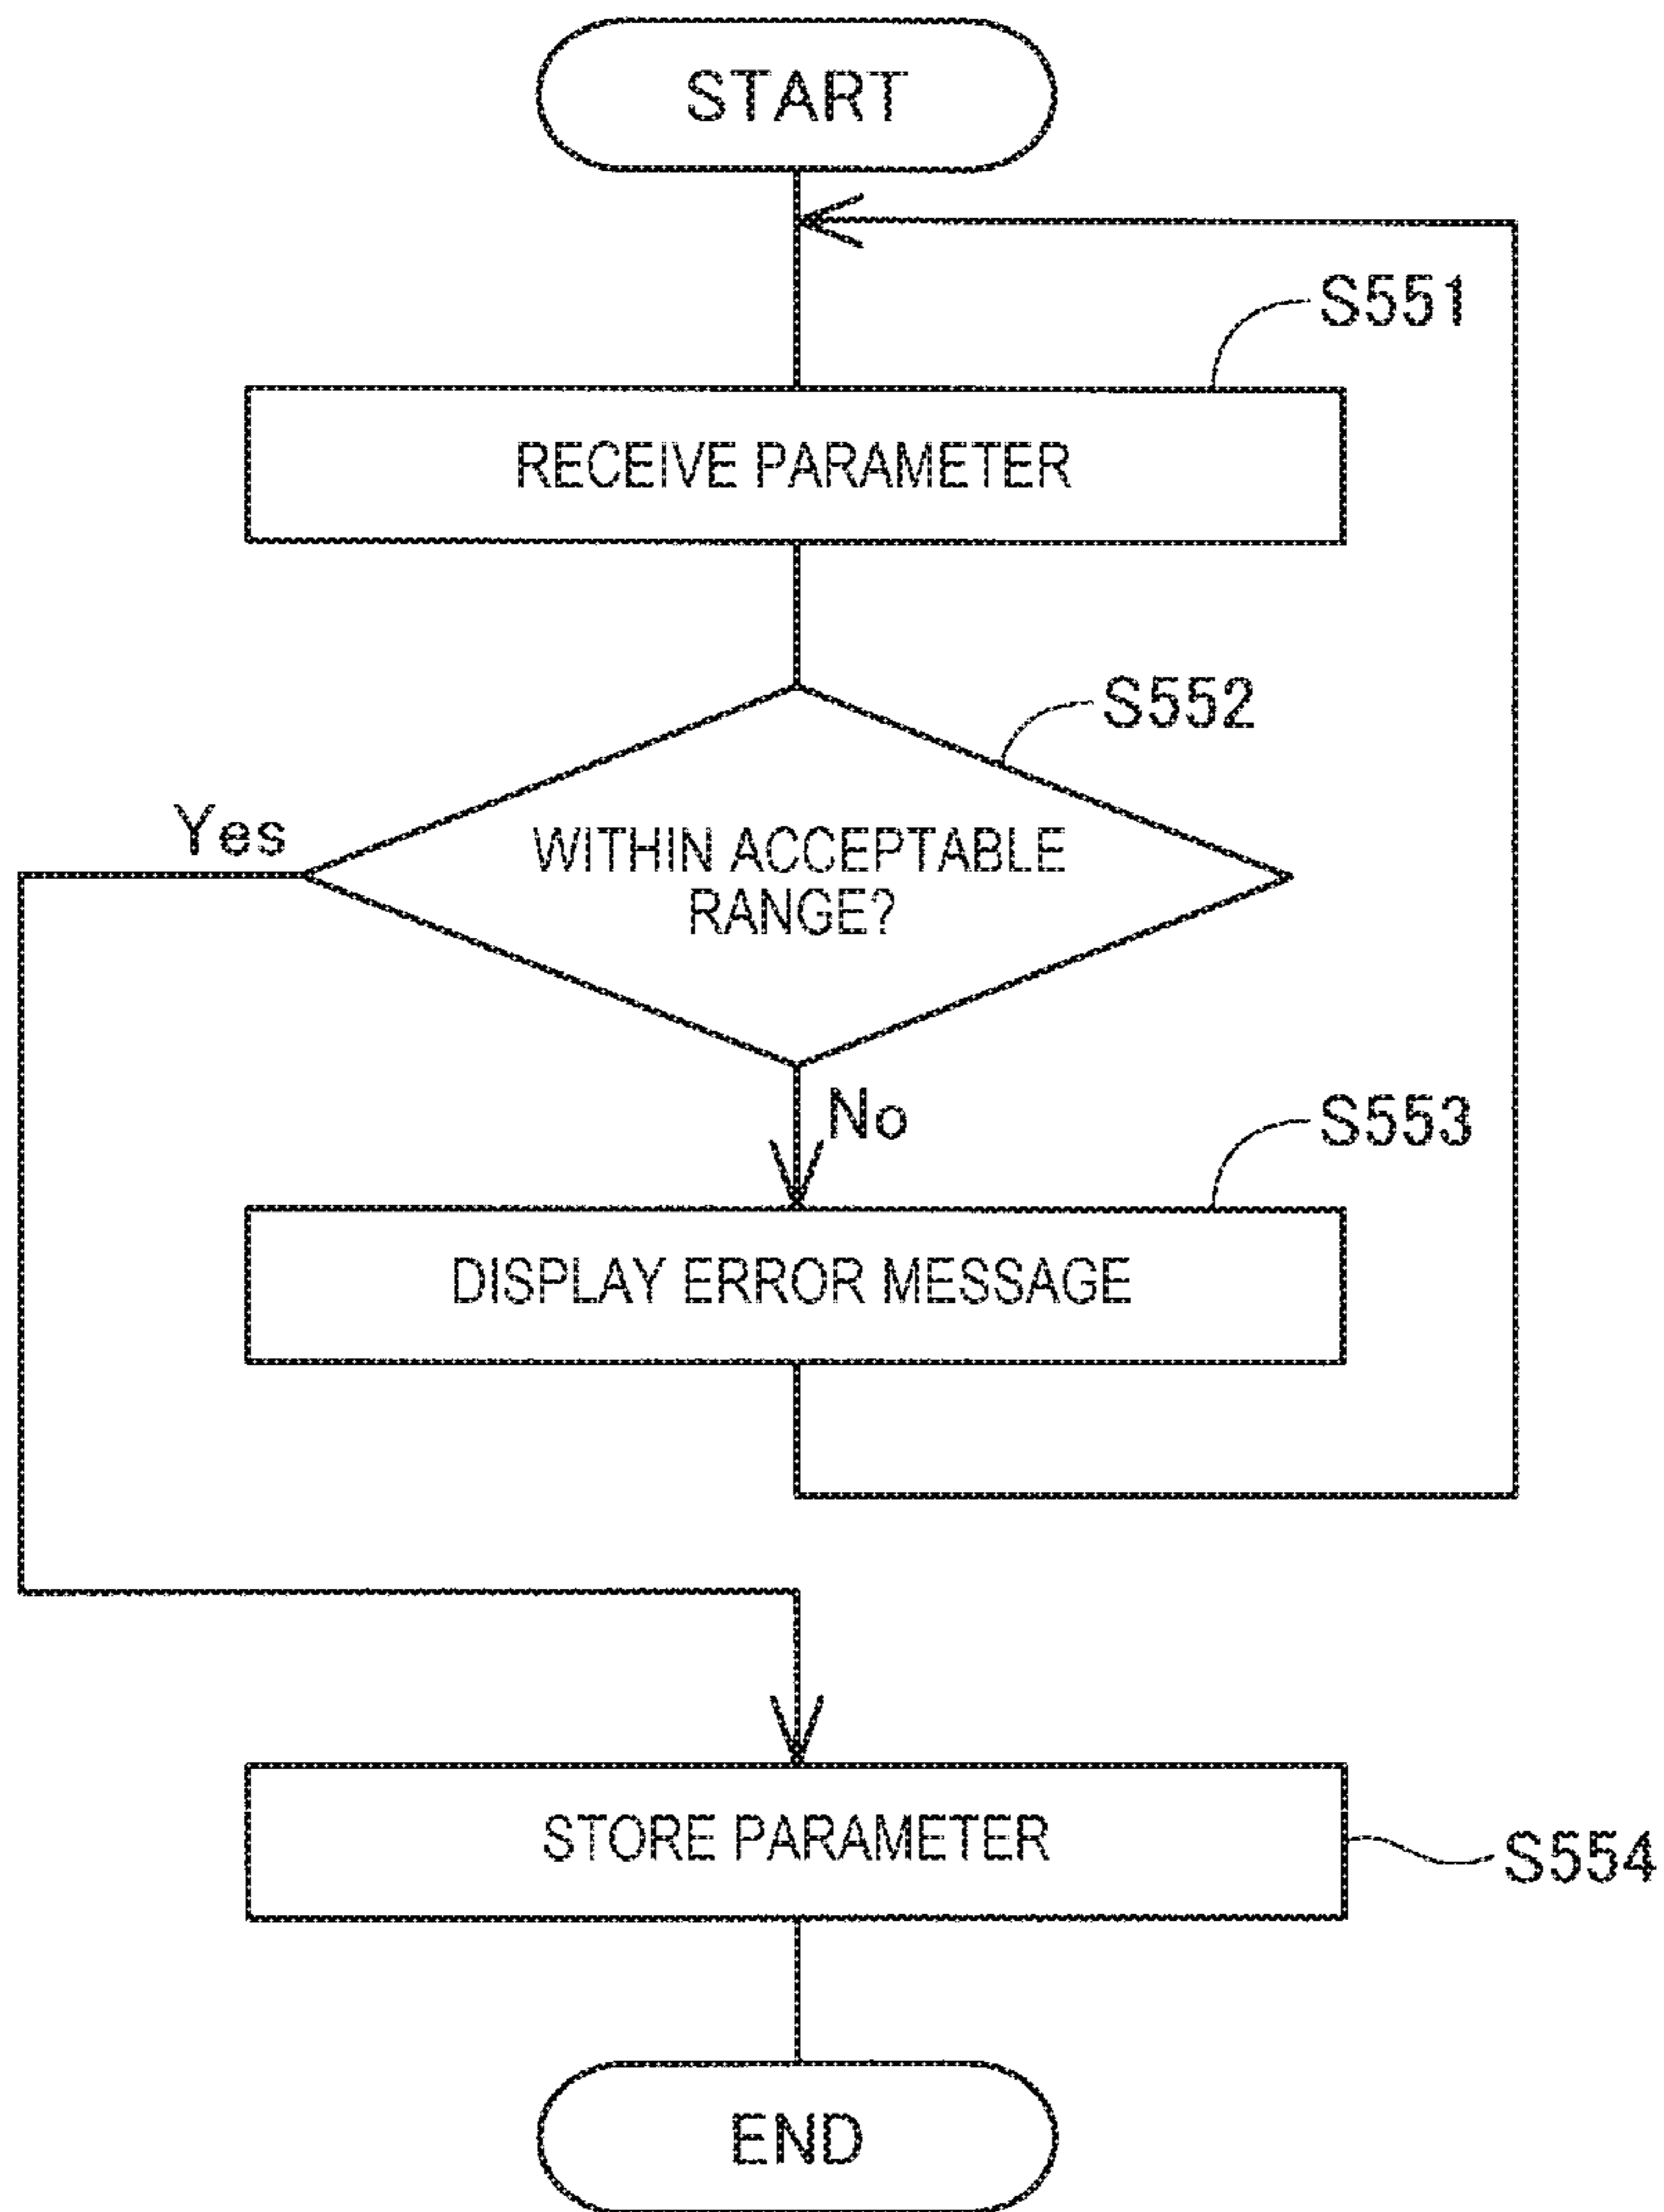 START
S551
RECEIVE PARAMETER
S552
Yes
WITHIN ACCEPTABLE
RANGE?
No
S553
DISPLAY ERROR MESSAGE
STORE PARAMETER
S554
END